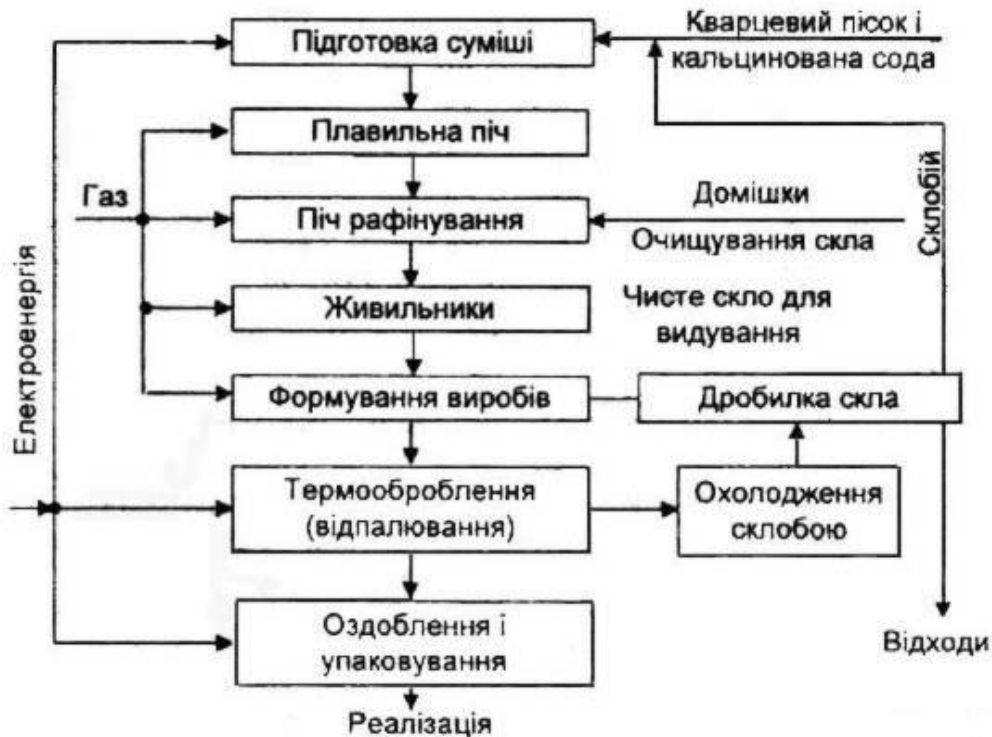 Підготовка суміші
Кварцевий пісок і
кальцинована сода
Плавильна піч
Газ
Піч рафінування
Домішки
Очищування скла
Склобій
Електроенергія
Живильники
Чисте скло для
видування
Формування виробів
Дробилка скла
Термооброблення
(відпалювання)
Охолодження
склобою
Оздоблення і
упаковування
Відходи
Реалізація